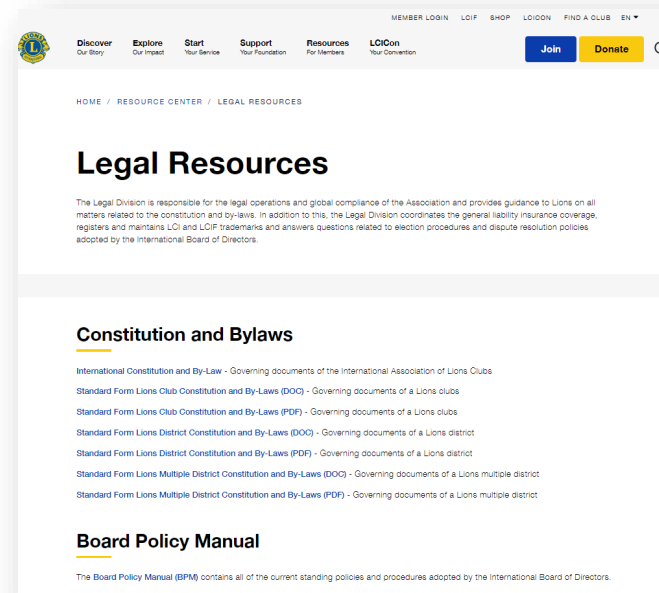 MEMBER LOGIN LCIF SHOP LCICON FIND A CLUB EN
Discover Explore Start Support Resources LCICon
Our Story Our Impact Your Service Your Foundation For Members Your Convention
Join Donate
LIONS
L
HOME / RESOURCE CENTER / LEGAL RESOURCES
Legal Resources
The Legal Division is responsible for the legal operations and global compliance of the Association and provides guidance to Lions on all
matters related to the constitution and by-laws. In addition to this, the Legal Division coordinates the general liability insurance coverage,
registers and maintains LCI and LCIF trademarks and answers questions related to election procedures and dispute resolution policies
adopted by the International Board of Directors.
Constitution and Bylaws
International Constitution and By-Law - Governing documents of the International Association of Lions Clubs
Standard Form Lions Club Constitution and By-Laws (DOC) - Governing documents of a Lions clubs
Standard Form Lions Club Constitution and By-Laws (PDF) - Governing documents of a Lions clubs
Standard Form Lions District Constitution and By-Laws (DOC) - Governing documents of a Lions district
Standard Form Lions District Constitution and By-Laws (PDF) - Governing documents of a Lions district
Standard Form Lions Multiple District Constitution and By-Laws (DOC) - Governing documents of a Lions multiple district
Standard Form Lions Multiple District Constitution and By-Laws (PDF) - Governing documents of a Lions multiple district
Board Policy Manual
The Board Policy Manual (BPM) contains all of the current standing policies and procedures adopted by the International Board of Directors.